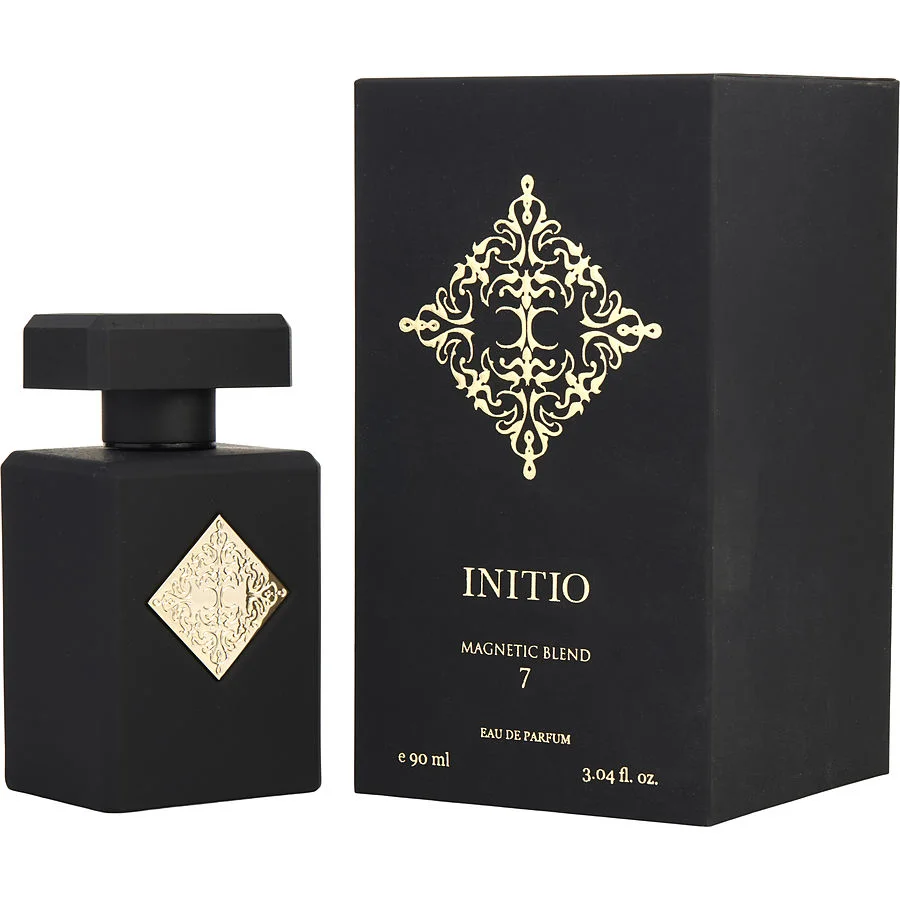 INITIO
MAGNETIC BLEND
7
EAU DE PARFUM
e 90 ml
3.04 fl. oz.